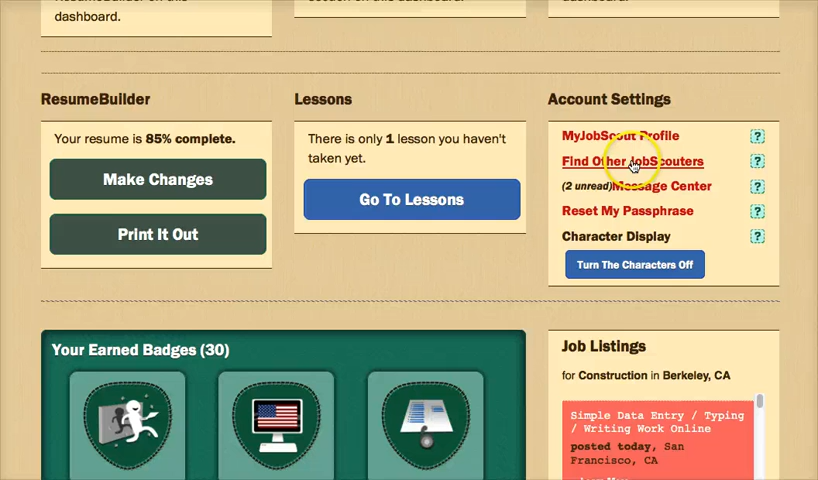 dashboard.
ResumeBuilder
Your resume is 85% complete.
Make Changes
Print It Out
Lessons
There is only 1 lesson you haven't
taken yet.
Go To Lessons
Account Settings
MyJobScout Profile ?
Find Other JobScouters ?
(2 unread)Message Center ?
Reset My Passphrase ?
Character Display ?
Turn The Characters Off
Your Earned Badges (30)
Job Listings
for Construction in Berkeley, CA
Simple Data Entry / Typing
/ Writing Work Online
posted today, San
Francisco, CA